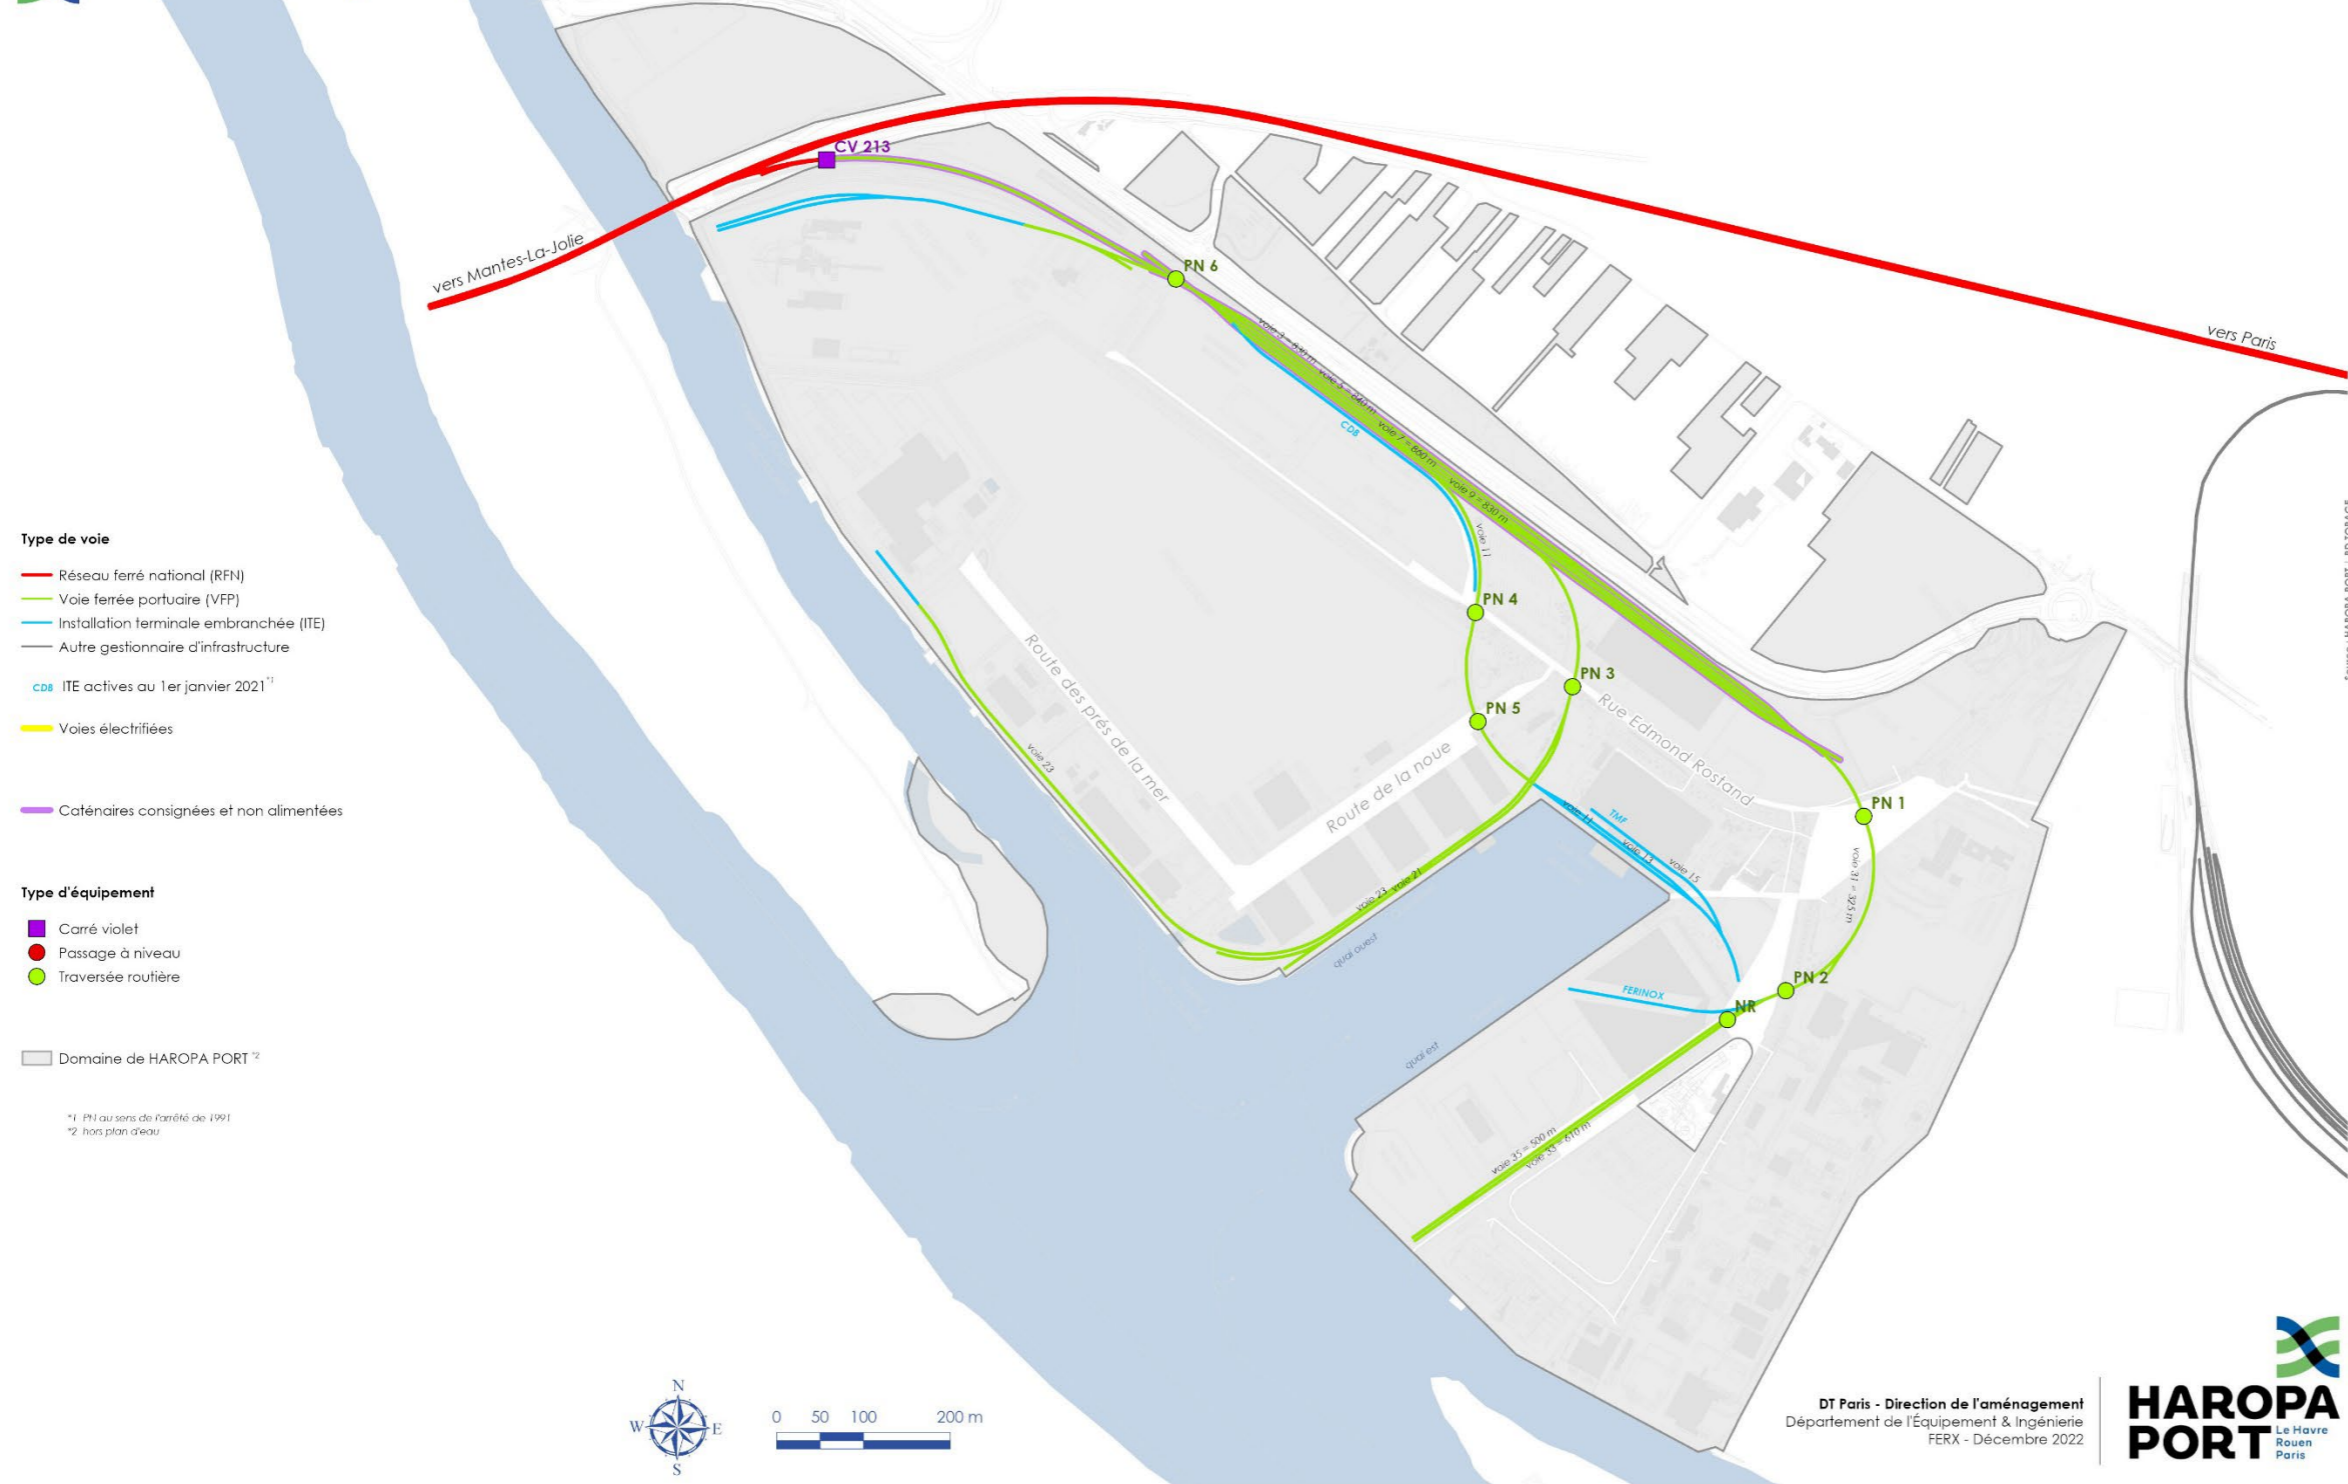 CV 213
vers Mantes-La-Jolie
PN 6
vers Paris
voie 5 = 640 m
voie 7 = 660 m
CDB
voie 9 = 630 m
voie 11
PN 4
PN 3
PN 5
Route des prés de la mer
Rue Edmond Rostand
Route de la noue
voie 23
PN 1
TMF
voie 11
voie 13
voie 15
voie 31 = 325 m
voie 23
voie 21
quai ouest
PN 2
FERINOX
NR
quai est
voie 35 = 500 m
voie 33 = 610 m
Type de voie
Réseau ferré national (RFN)
Voie ferrée portuaire (VFP)
Installation terminale embranchée (ITE)
Autre gestionnaire d'infrastructure
CDB ITE actives au 1er janvier 2021*1
Voies électrifiées
Caténaires consignées et non alimentées
Type d'équipement
Carré violet
Passage à niveau
Traversée routière
Domaine de HAROPA PORT *2
*1 PN au sens de l'arrêté de 1991
*2 hors plan d'eau
N
W
E
S
0 50 100 200 m
DT Paris - Direction de l'aménagement
Département de l'Équipement & Ingénierie
FERX - Décembre 2022
HAROPA
PORT
Le Havre
Rouen
Paris